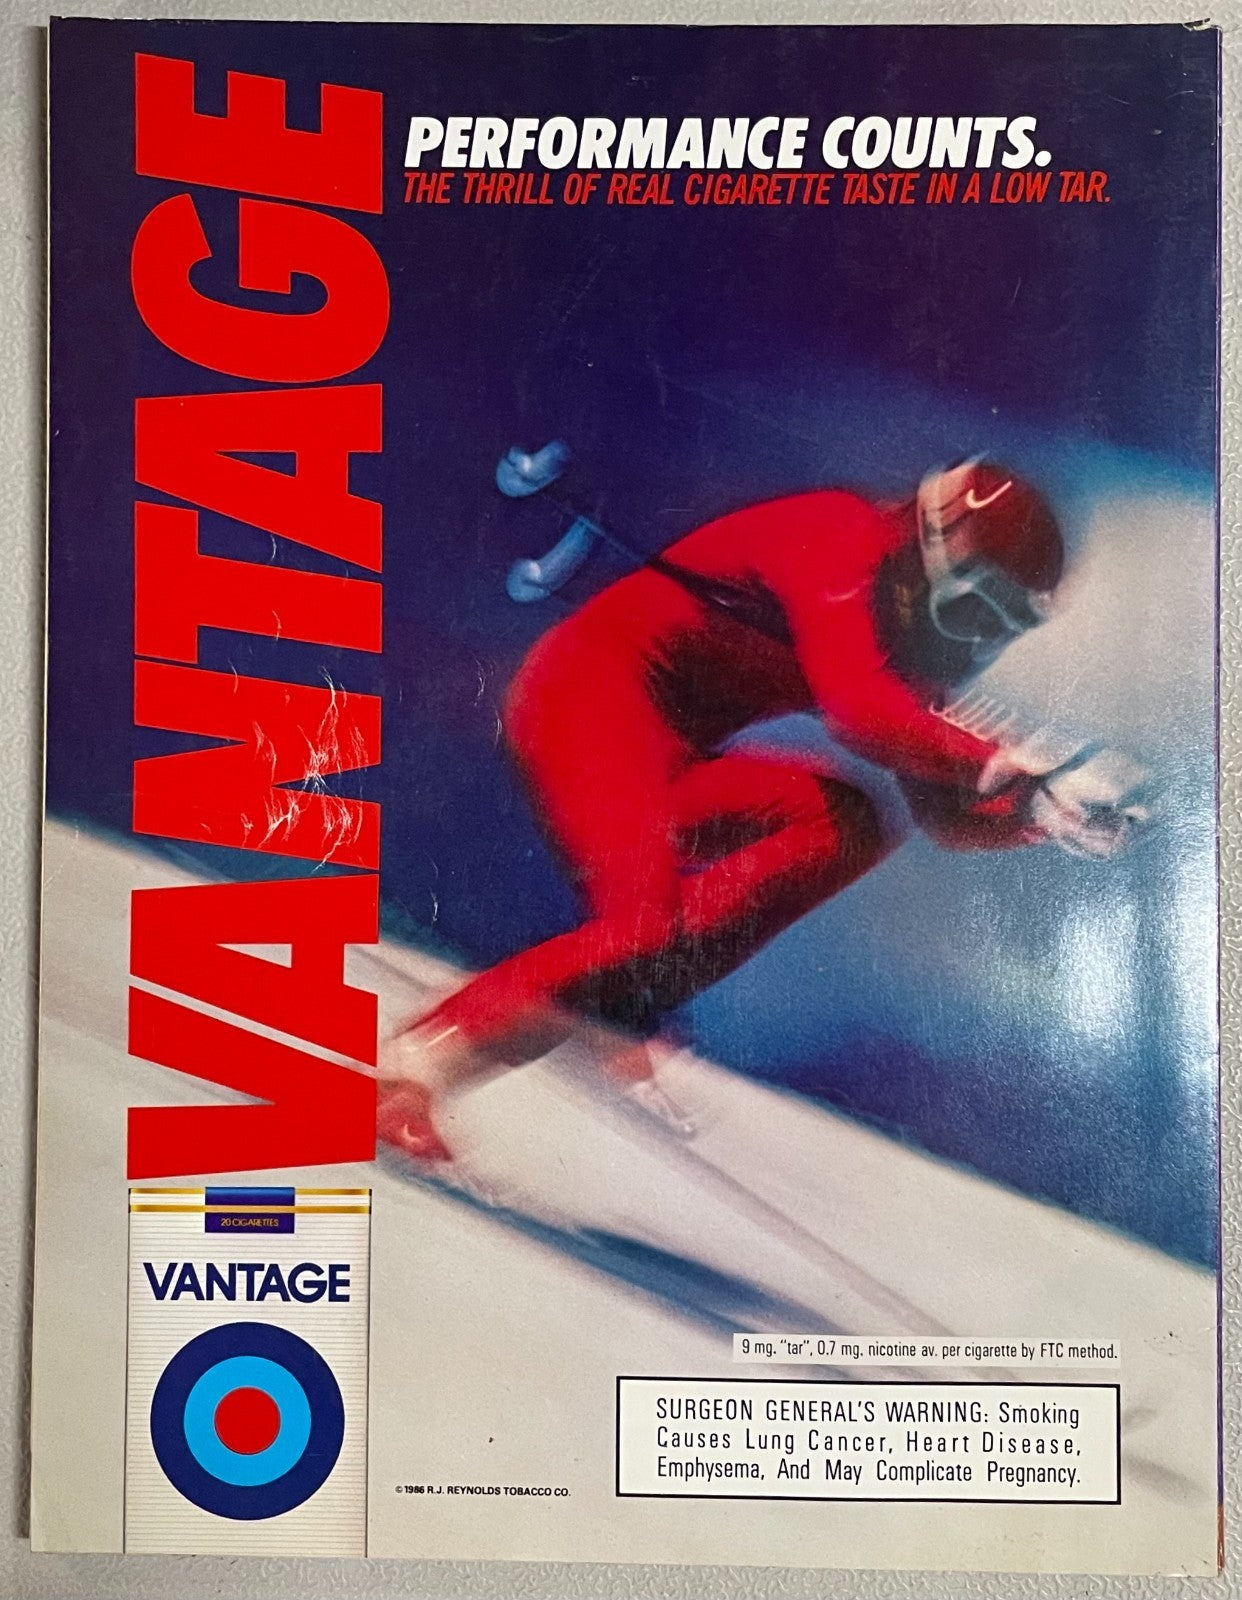 VANTAGE
PERFORMANCE COUNTS.
THE THRILL OF REAL CIGARETTE TASTE IN A LOW TAR.
20 CIGARETTES
VANTAGE
9 mg. "tar", 0.7 mg. nicotine av. per cigarette by FTC method.
SURGEON GENERAL'S WARNING: Smoking
Causes Lung Cancer, Heart Disease,
Emphysema, And May Complicate Pregnancy.
© 1986 R.J. REYNOLDS TOBACCO CO.